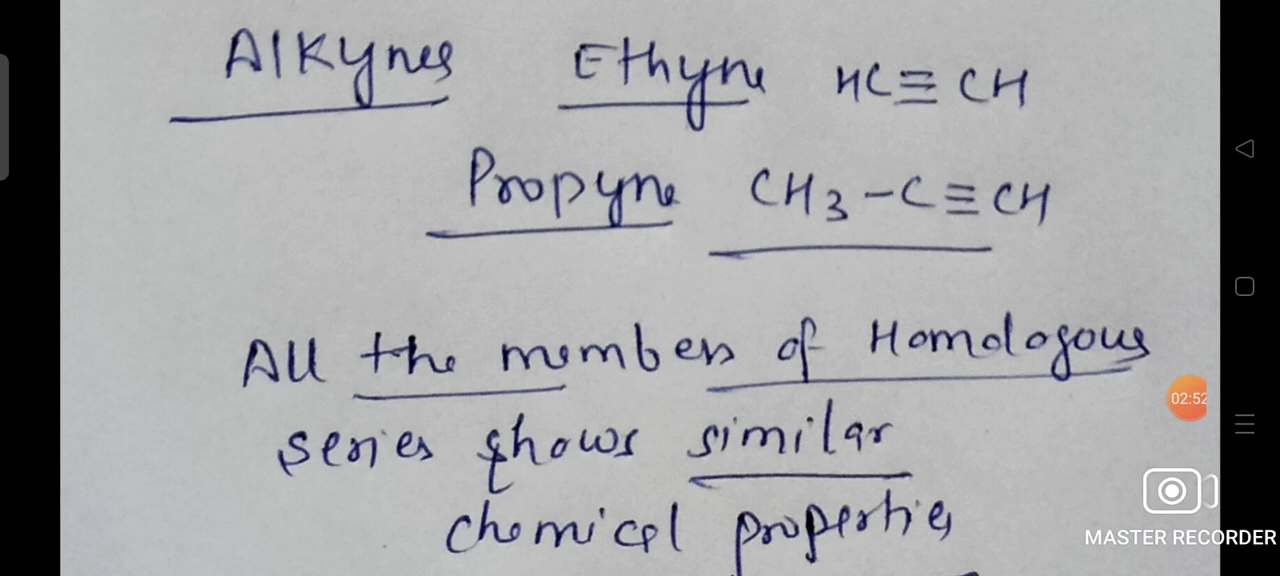 Alkynes Ethyne HC≡CH
Propyne CH3-C≡CH
All the members of Homologous
series shows similar
chemical properties
02:52
MASTER RECORDER